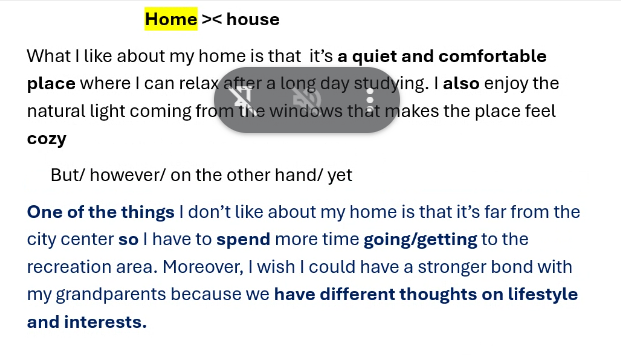 Home >< house
What I like about my home is that it's a quiet and comfortable
place where I can relax after a long day studying. I also enjoy the
natural light coming from the windows that makes the place feel
cozy
But/ however/ on the other hand/ yet
One of the things I don't like about my home is that it's far from the
city center so I have to spend more time going/getting to the
recreation area. Moreover, I wish I could have a stronger bond with
my grandparents because we have different thoughts on lifestyle
and interests.